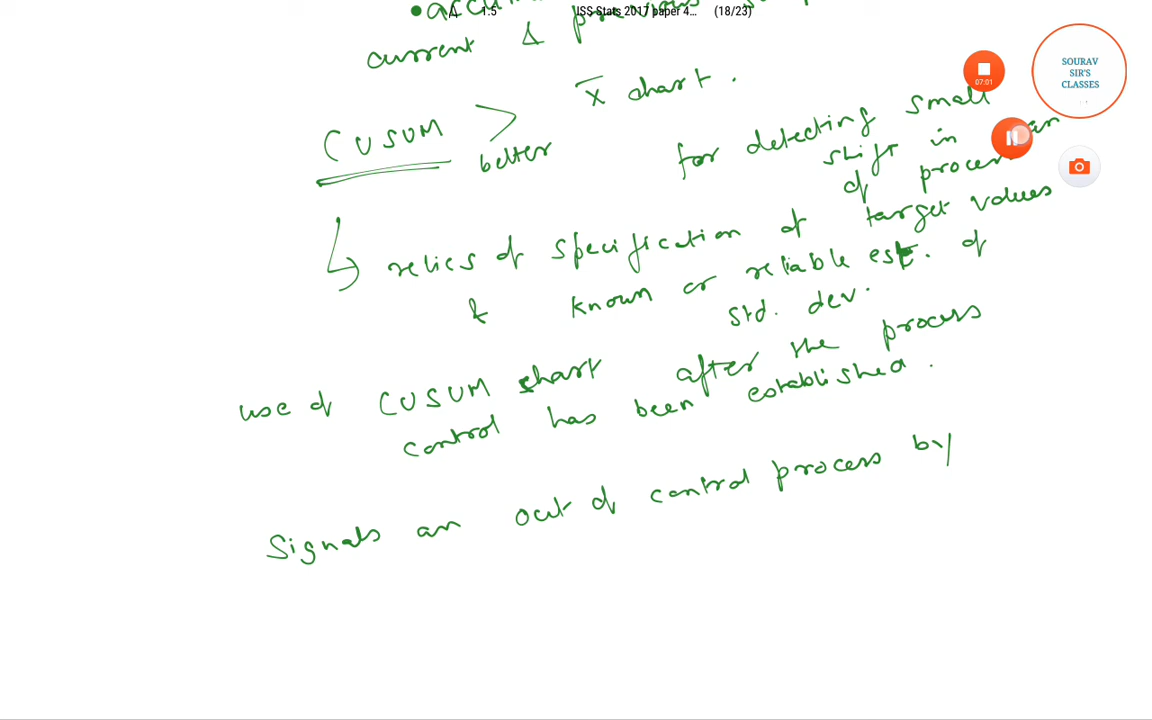 1.5 ISS Stats 2017 paper 4... (18/23)
current & previous
x̄ chart.
CUSUM > better
for detecting small
shift in
of process
relies of specification of target values
& known or reliable est. of
std. dev.
use of CUSUM chart after the process
control has been established.
Signals an out of control process by
SOURAV
SIR'S
CLASSES
07:01